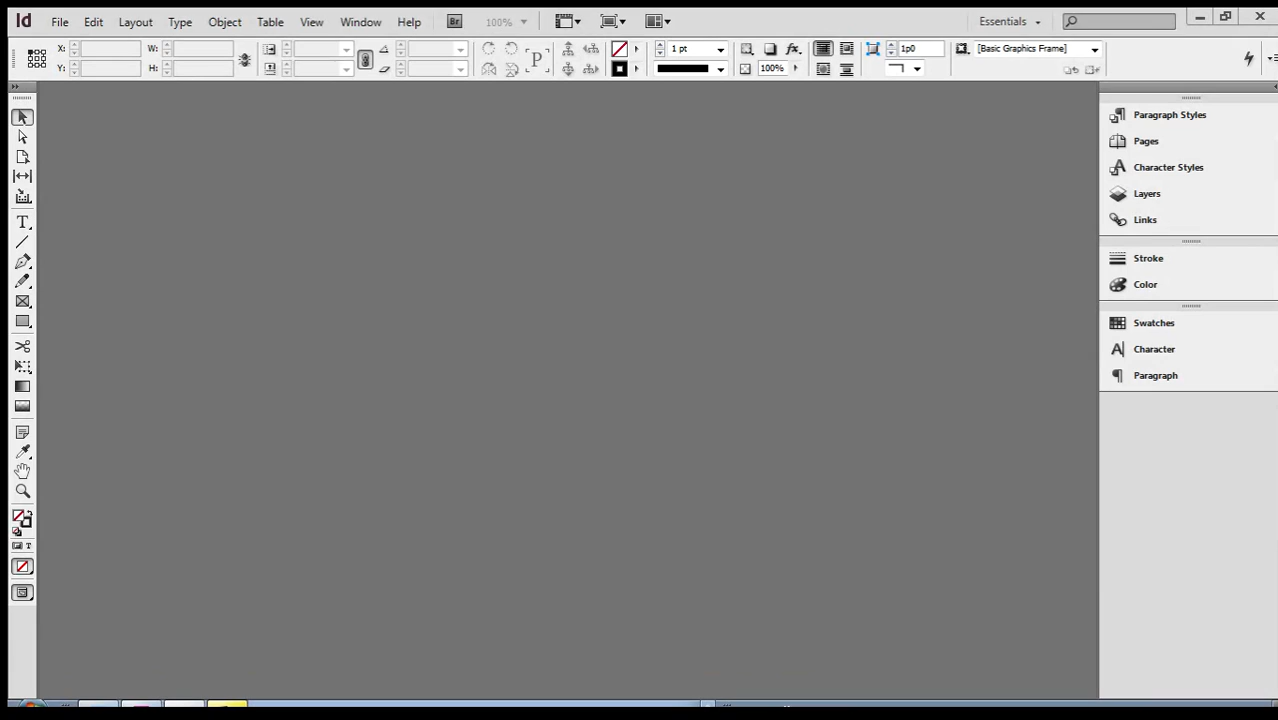 Id File Edit Layout Type Object Table View Window Help Br 100% Essentials
X: W: 1 pt 1p0 [Basic Graphics Frame]
Y: H: P 100%
Paragraph Styles
Pages
Character Styles
Layers
Links
Stroke
Color
Swatches
Character
Paragraph